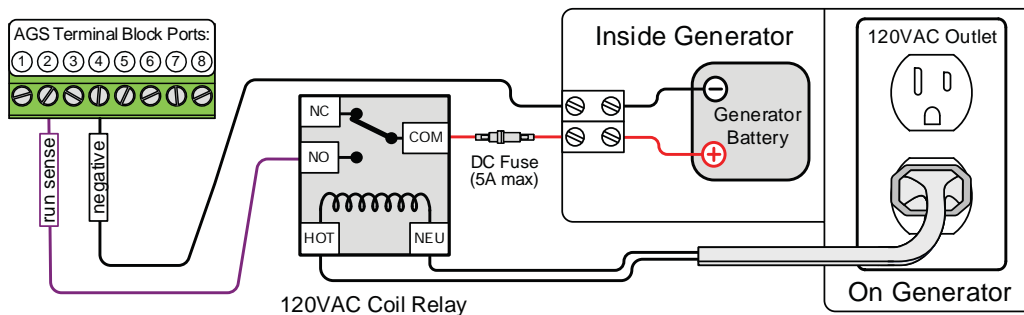 AGS Terminal Block Ports:
1 2 3 4 5 6 7 8
run sense
negative
NC
NO
COM
HOT
NEU
120VAC Coil Relay
DC Fuse
(5A max)
Inside Generator
Generator
Battery
120VAC Outlet
On Generator